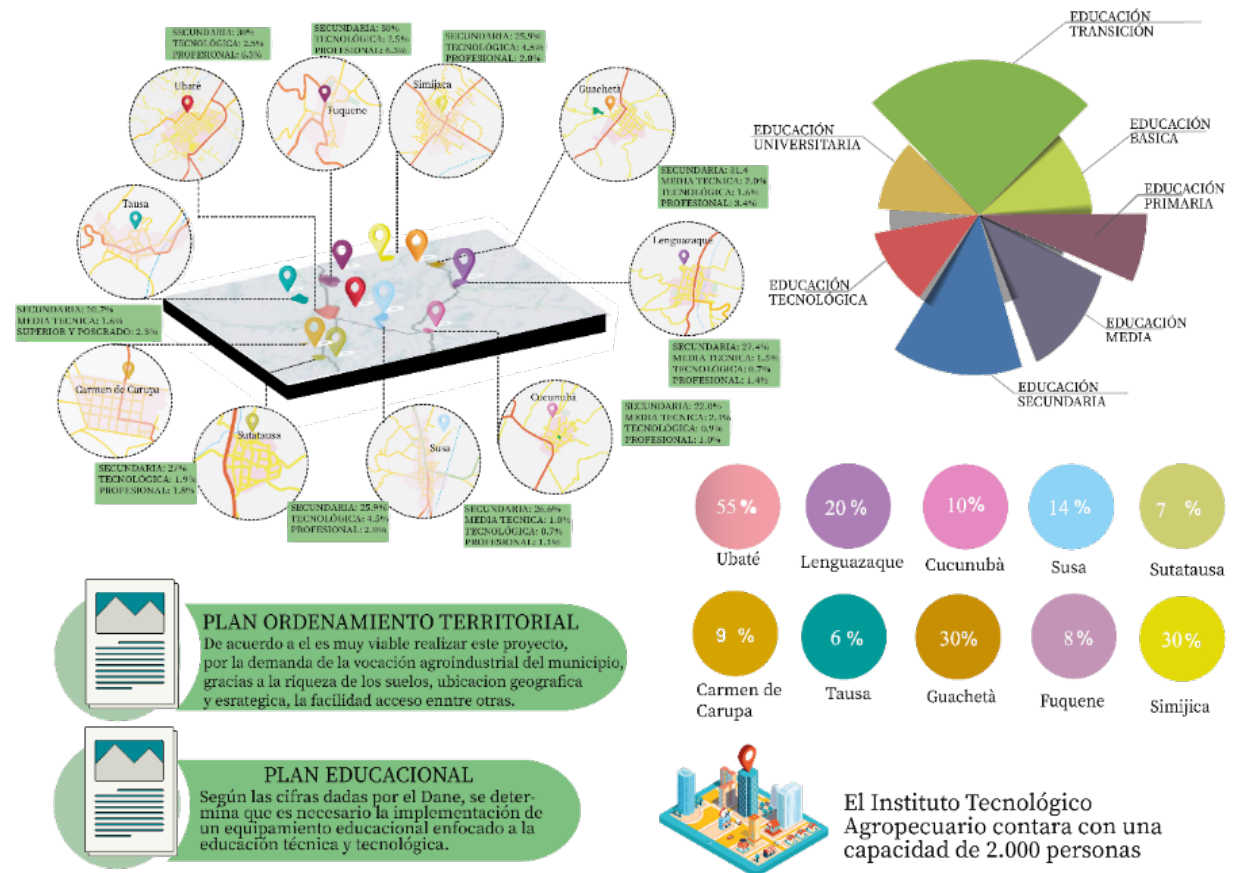 SECUNDARIA: 30%
TECNOLÓGICA: 2.5%
PROFESIONAL: 6.3%
Ubaté
SECUNDARIA: 30%
TECNOLÓGICA: 2.5%
PROFESIONAL: 6.3%
Fuquene
SECUNDARIA: 25.9%
TECNOLÓGICA: 4.5%
PROFESIONAL: 2.0%
Simijaca
Guachetà
SECUNDARIA: 31.4
MEDIA TECNICA: 2.0%
TECNOLÓGICA: 1.6%
PROFESIONAL: 3.4%
Tausa
SECUNDARIA: 20.7%
MEDIA TECNICA: 1.6%
SUPERIOR Y POSGRADO: 2.8%
Lenguazaque
SECUNDARIA: 27.4%
MEDIA TECNICA: 1.5%
TECNOLÓGICA: 0.7%
PROFESIONAL: 1.4%
Carmen de Carupa
SECUNDARIA: 27%
TECNOLÓGICA: 1.9%
PROFESIONAL: 1.8%
Sutatausa
SECUNDARIA: 25.9%
TECNOLÓGICA: 4.5%
PROFESIONAL: 2.0%
Susa
SECUNDARIA: 26.6%
MEDIA TECNICA: 1.0%
TECNOLÓGICA: 0.7%
PROFESIONAL: 1.1%
Cucunubà
SECUNDARIA: 22.0%
MEDIA TECNICA: 2.4%
TECNOLÓGICA: 0.9%
PROFESIONAL: 1.0%
EDUCACIÓN
TRANSICIÓN
EDUCACIÓN
UNIVERSITARIA
EDUCACIÓN
BASICA
EDUCACIÓN
PRIMARIA
EDUCACIÓN
TECNOLÓGICA
EDUCACIÓN
MEDIA
EDUCACIÓN
SECUNDARIA
55 %
20 %
10 %
14 %
7 %
Ubaté
Lenguazaque
Cucunubà
Susa
Sutatausa
9 %
6 %
30%
8 %
30 %
Carmen de
Carupa
Tausa
Guachetà
Fuquene
Simijica
PLAN ORDENAMIENTO TERRITORIAL
De acuerdo a el es muy viable realizar este proyecto,
por la demanda de la vocación agroindustrial del municipio,
gracias a la riqueza de los suelos, ubicacion geografica
y esrategica, la facilidad acceso enntre otras.
PLAN EDUCACIONAL
Según las cifras dadas por el Dane, se deter-
mina que es necesario la implementación de
un equipamiento educacional enfocado a la
educación técnica y tecnológica.
El Instituto Tecnológico
Agropecuario contara con una
capacidad de 2.000 personas